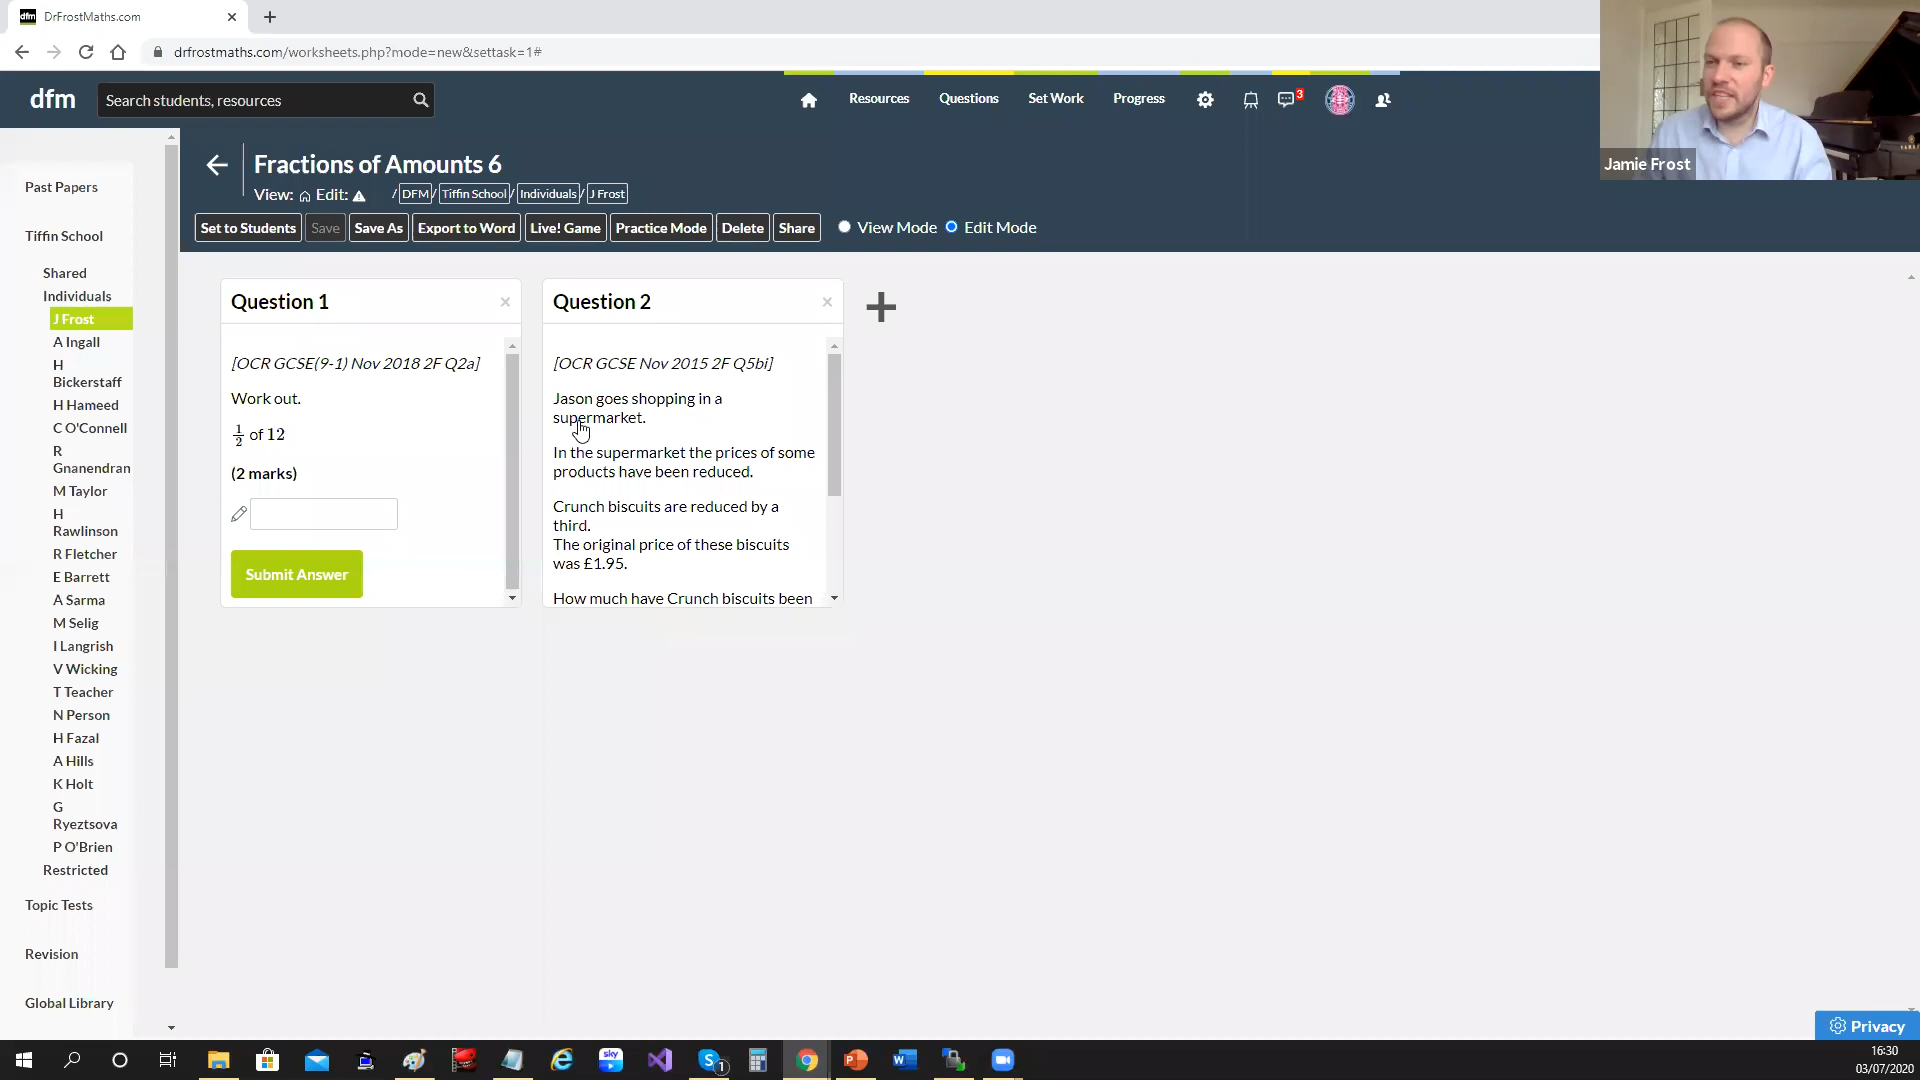 DrFrostMaths.com
drfrostmaths.com/worksheets.php?mode=new&settask=1#
dfm
Search students, resources
Resources
Questions
Set Work
Progress
3
Jamie Frost
Past Papers
Tiffin School
Shared
Individuals
J Frost
A Ingall
H
Bickerstaff
H Hameed
C O'Connell
R
Gnanendran
M Taylor
H
Rawlinson
R Fletcher
E Barrett
A Sarma
M Selig
I Langrish
V Wicking
T Teacher
N Person
H Fazal
A Hills
K Holt
G
Ryeztsova
P O'Brien
Restricted
Topic Tests
Revision
Global Library
Fractions of Amounts 6
View: Edit: / DFM / Tiffin School / Individuals / J Frost
Set to Students Save Save As Export to Word Live! Game Practice Mode Delete Share View Mode Edit Mode
Question 1
[OCR GCSE(9-1) Nov 2018 2F Q2a]
Work out.
1/2 of 12
(2 marks)
Submit Answer
Question 2
[OCR GCSE Nov 2015 2F Q5bi]
Jason goes shopping in a
supermarket.
In the supermarket the prices of some
products have been reduced.
Crunch biscuits are reduced by a
third.
The original price of these biscuits
was £1.95.
How much have Crunch biscuits been
Privacy
sky
1
16:30
03/07/2020